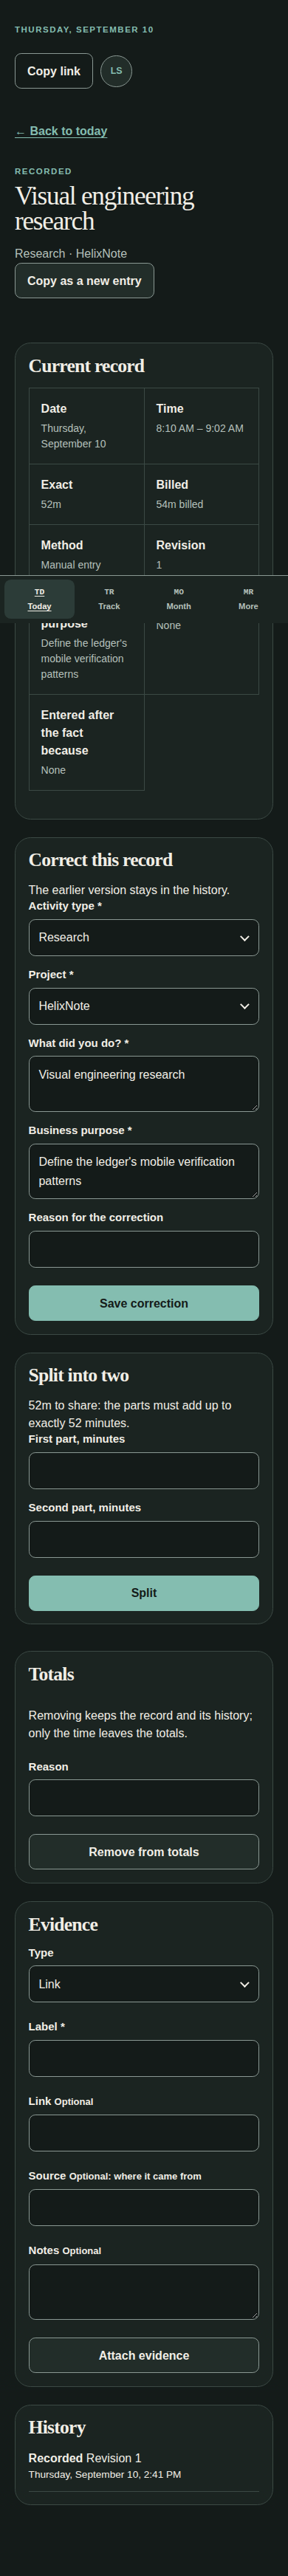 THURSDAY, SEPTEMBER 10
Copy link
LS
← Back to today
RECORDED
Visual engineering
research
Research · HelixNote
Copy as a new entry
Current record
Date
Thursday,
September 10
Time
8:10 AM – 9:02 AM
Exact
52m
Billed
54m billed
Method
Manual entry
Revision
1
TD
Today
TR
Track
MO
Month
MR
More
purpose
Define the ledger's
mobile verification
patterns
None
Entered after
the fact
because
None
Correct this record
The earlier version stays in the history.
Activity type *
Research
Project *
HelixNote
What did you do? *
Visual engineering research
Business purpose *
Define the ledger's mobile verification
patterns
Reason for the correction
Save correction
Split into two
52m to share: the parts must add up to
exactly 52 minutes.
First part, minutes
Second part, minutes
Split
Totals
Removing keeps the record and its history;
only the time leaves the totals.
Reason
Remove from totals
Evidence
Type
Link
Label *
Link Optional
Source Optional: where it came from
Notes Optional
Attach evidence
History
Recorded Revision 1
Thursday, September 10, 2:41 PM